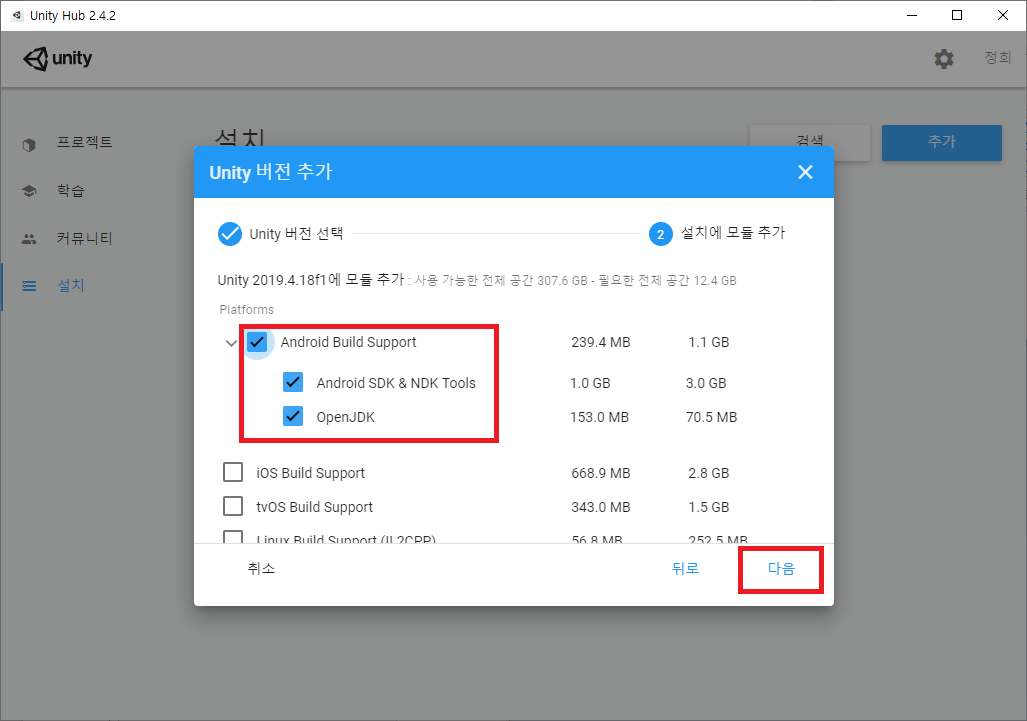 Unity Hub 2.4.2
unity
정희
프로젝트
설치
검색
추가
학습
커뮤니티
설치
Unity 버전 추가
Unity 버전 선택
2 설치에 모듈 추가
Unity 2019.4.18f1에 모듈 추가 : 사용 가능한 전체 공간 307.6 GB - 필요한 전체 공간 12.4 GB
Platforms
Android Build Support 239.4 MB 1.1 GB
Android SDK & NDK Tools 1.0 GB 3.0 GB
OpenJDK 153.0 MB 70.5 MB
iOS Build Support 668.9 MB 2.8 GB
tvOS Build Support 343.0 MB 1.5 GB
Linux Build Support (IL2CPP) 56.8 MB 252.5 MB
취소 뒤로 다음